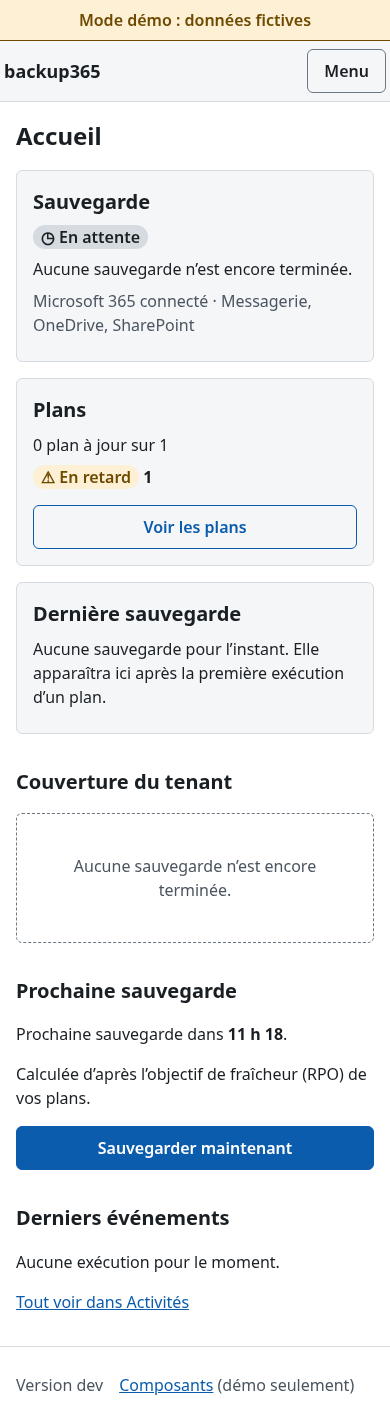 Mode démo : données fictives
backup365
Menu
Accueil
Sauvegarde
◷ En attente
Aucune sauvegarde n’est encore terminée.
Microsoft 365 connecté · Messagerie,
OneDrive, SharePoint
Plans
0 plan à jour sur 1
⚠ En retard 1
Voir les plans
Dernière sauvegarde
Aucune sauvegarde pour l’instant. Elle
apparaîtra ici après la première exécution
d’un plan.
Couverture du tenant
Aucune sauvegarde n’est encore
terminée.
Prochaine sauvegarde
Prochaine sauvegarde dans 11 h 18.
Calculée d’après l’objectif de fraîcheur (RPO) de
vos plans.
Sauvegarder maintenant
Derniers événements
Aucune exécution pour le moment.
Tout voir dans Activités
Version dev Composants (démo seulement)